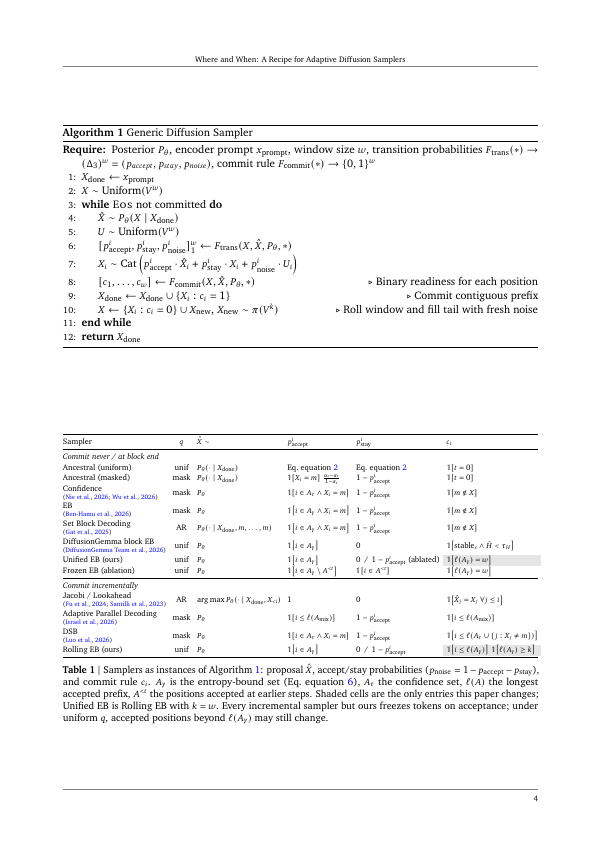 Where and When: A Recipe for Adaptive Diffusion Samplers
Algorithm 1 Generic Diffusion Sampler
Require: Posterior P_θ, encoder prompt x_prompt, window size w, transition probabilities F_trans(∗) →
(Δ_3)^w = (p_accept, p_stay, p_noise), commit rule F_commit(∗) → {0, 1}^w
1: X_done ← x_prompt
2: X ∼ Uniform(V^w)
3: while Eos not committed do
4: X̂ ∼ P_θ(X | X_done)
5: U ∼ Uniform(V^w)
6: [p^i_accept, p^i_stay, p^i_noise]^w_1 ← F_trans(X, X̂, P_θ, ∗)
7: X_i ∼ Cat(p^i_accept · X̂_i + p^i_stay · X_i + p^i_noise · U_i)
8: [c_1, . . . , c_w] ← F_commit(X, X̂, P_θ, ∗) ▷ Binary readiness for each position
9: X_done ← X_done ∪ {X_i : c_i = 1} ▷ Commit contiguous prefix
10: X ← {X_i : c_i = 0} ∪ X_new, X_new ∼ π(V^k) ▷ Roll window and fill tail with fresh noise
11: end while
12: return X_done
Sampler q X̂ ∼ p^i_accept p^i_stay c_i
Commit never / at block end
Ancestral (uniform) unif P_θ(· | X_done) Eq. equation 2 Eq. equation 2 1[t = 0]
Ancestral (masked) mask P_θ(· | X_done) 1[X_i = m] (α_s−α_t)/(1−α_t) 1 − p^i_accept 1[t = 0]
Confidence
(Nie et al., 2026; Wu et al., 2026) mask P_θ 1[i ∈ A_τ ∧ X_i = m] 1 − p^i_accept 1[m ∉ X]
EB
(Ben-Hamu et al., 2026) mask P_θ 1[i ∈ A_γ ∧ X_i = m] 1 − p^i_accept 1[m ∉ X]
Set Block Decoding
(Gat et al., 2025) AR P_θ(· | X_done, m, . . . , m) 1[i ∈ A_γ ∧ X_i = m] 1 − p^i_accept 1[m ∉ X]
DiffusionGemma block EB
(DiffusionGemma Team et al., 2026) unif P_θ 1[i ∈ A_γ] 0 1[stable_s ∧ H̄ < τ_H]
Unified EB (ours) unif P_θ 1[i ∈ A_γ] 0 / 1 − p^i_accept (ablated) 1[ℓ(A_γ) = w]
Frozen EB (ablation) unif P_θ 1[i ∈ A_γ \ A^{<t}] 1[i ∈ A^{<t}] 1[ℓ(A_γ) = w]
Commit incrementally
Jacobi / Lookahead
(Fu et al., 2024; Santilli et al., 2023) AR arg max P_θ(· | X_done, X_{<i}) 1 0 1[X̂_j = X_j ∀j ≤ i]
Adaptive Parallel Decoding
(Israel et al., 2026) mask P_θ 1[i ≤ ℓ(A_mix)] 1 − p^i_accept 1[i ≤ ℓ(A_mix)]
DSB
(Luo et al., 2026) mask P_θ 1[i ∈ A_τ ∧ X_i = m] 1 − p^i_accept 1[i ≤ ℓ(A_τ ∪ {j : X_j ≠ m})]
Rolling EB (ours) unif P_θ 1[i ∈ A_γ] 0 / 1 − p^i_accept 1[i ≤ ℓ(A_γ)] 1[ℓ(A_γ) ≥ k]
Table 1 | Samplers as instances of Algorithm 1: proposal X̂, accept/stay probabilities (p_noise = 1 − p_accept − p_stay),
and commit rule c_i. A_γ is the entropy-bound set (Eq. equation 6), A_τ the confidence set, ℓ(A) the longest
accepted prefix, A^{<t} the positions accepted at earlier steps. Shaded cells are the only entries this paper changes;
Unified EB is Rolling EB with k = w. Every incremental sampler but ours freezes tokens on acceptance; under
uniform q, accepted positions beyond ℓ(A_γ) may still change.
4